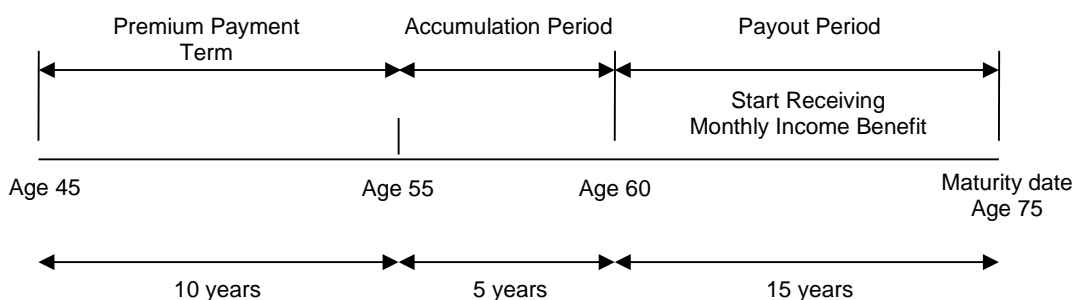 Premium Payment
Term
Accumulation Period
Payout Period
Start Receiving
Monthly Income Benefit
Age 45
Age 55
Age 60
Maturity date
Age 75
10 years
5 years
15 years